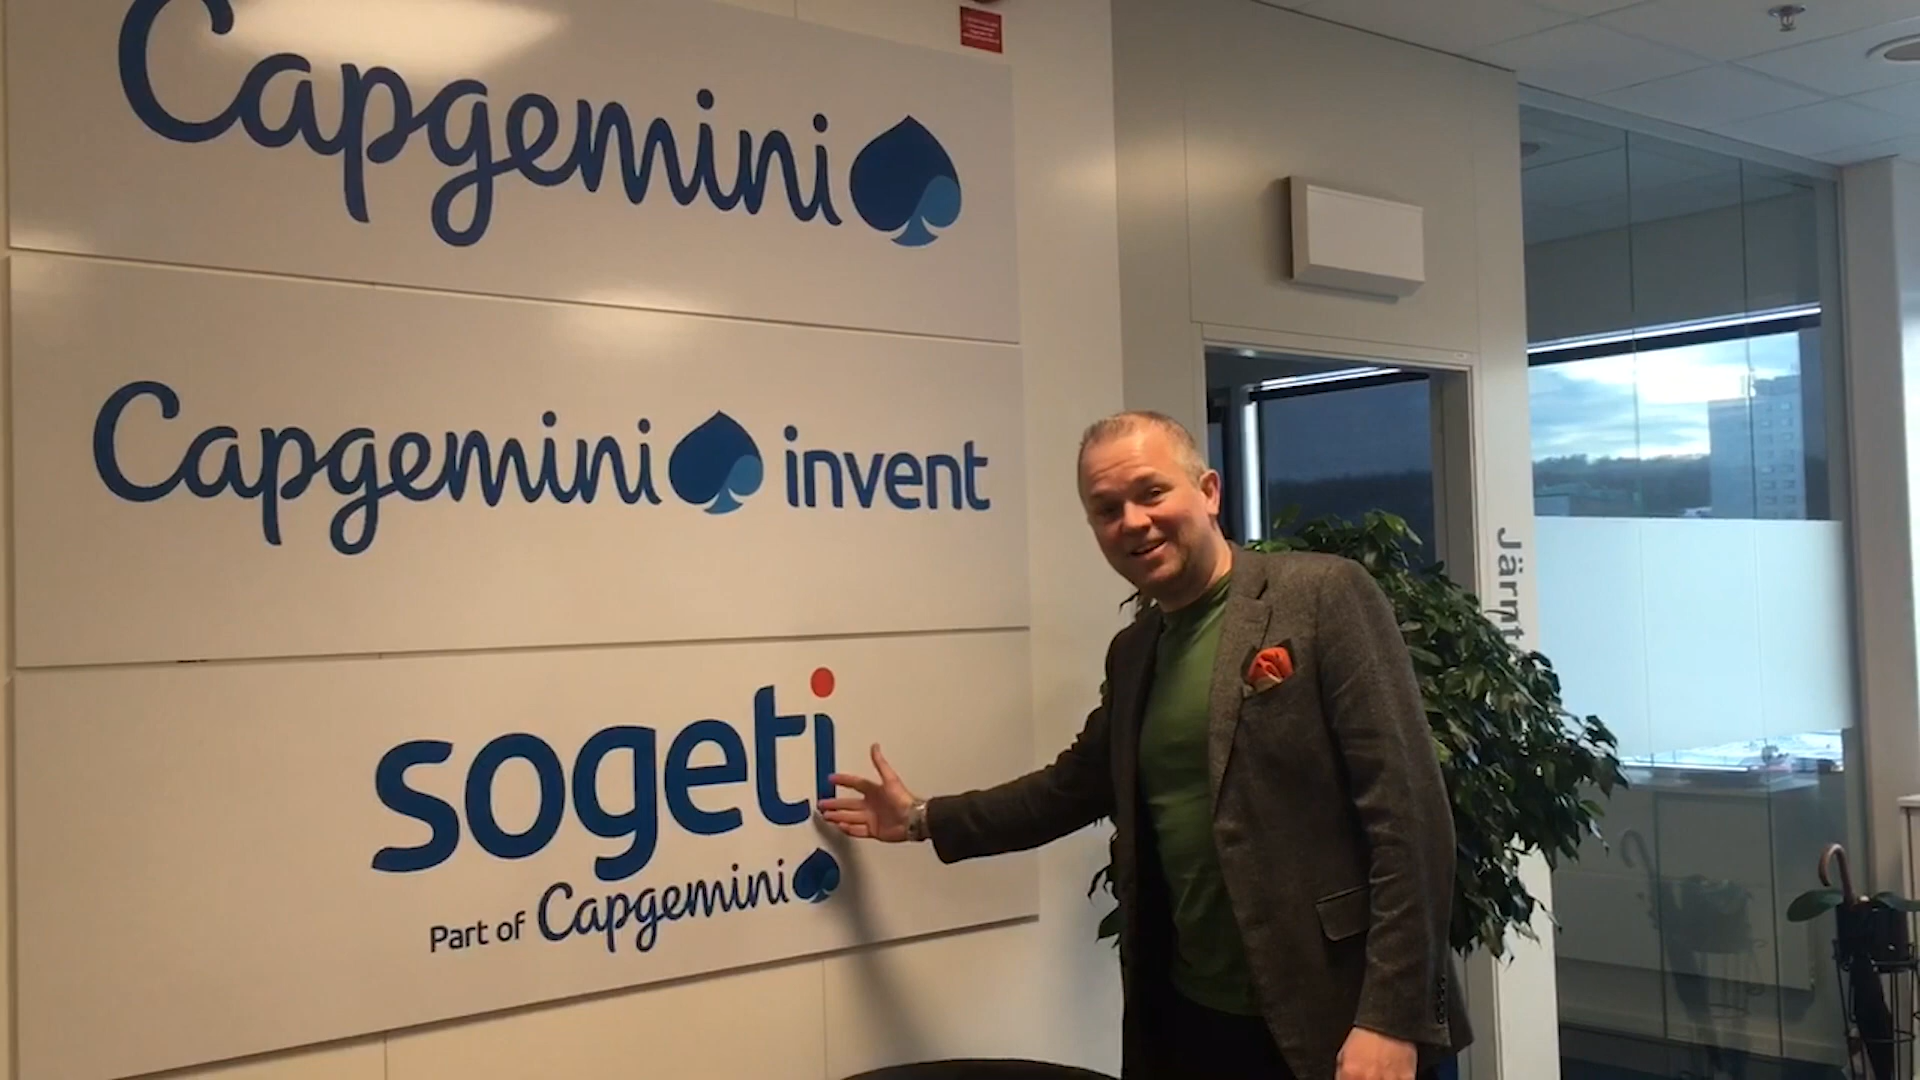 Capgemini
Capgemini invent
sogeti
Part of Capgemini